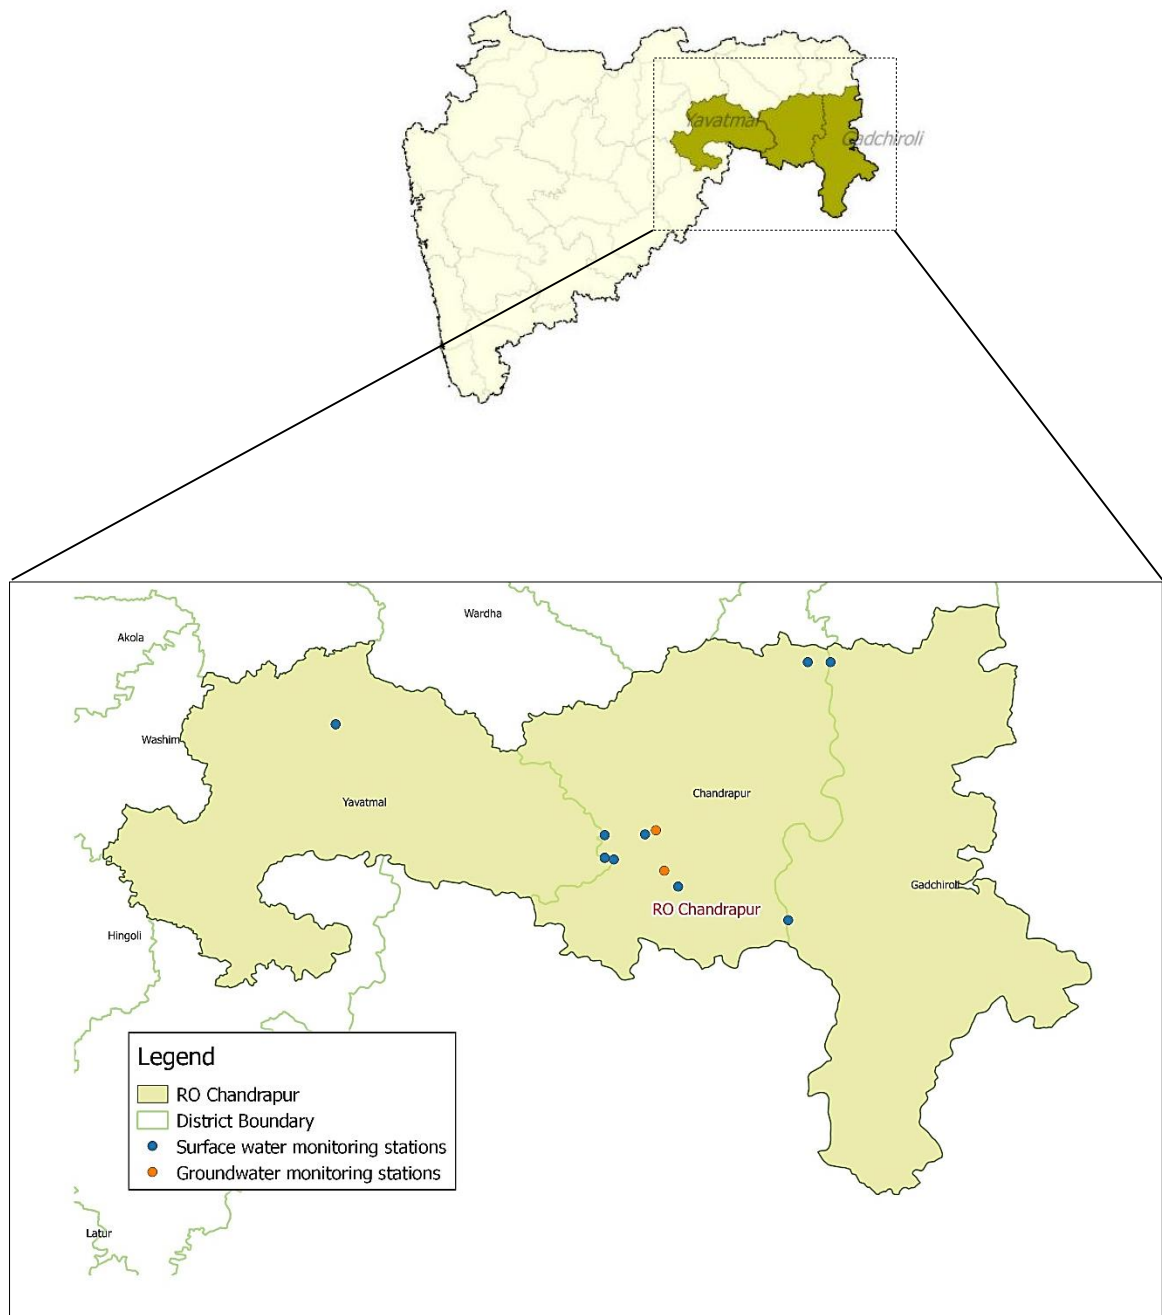 Yavatmal
Gadchiroli
Wardha
Akola
Washim
Chandrapur
Yavatmal
Gadchiroli
RO Chandrapur
Hingoli
Legend
RO Chandrapur
District Boundary
Surface water monitoring stations
Groundwater monitoring stations
Latur